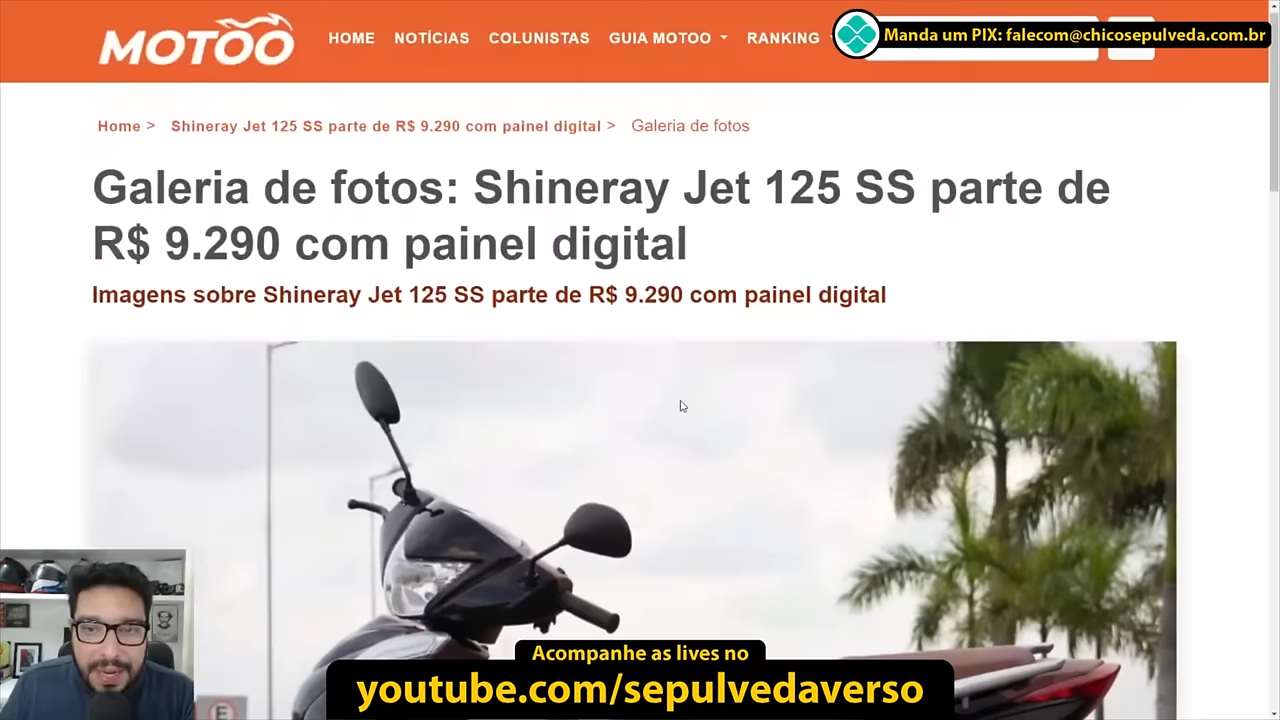 MOTOO
HOME NOTÍCIAS COLUNISTAS GUIA MOTOO RANKING
Manda um PIX: falecom@chicosepulveda.com.br
Home > Shineray Jet 125 SS parte de R$ 9.290 com painel digital > Galeria de fotos
Galeria de fotos: Shineray Jet 125 SS parte de
R$ 9.290 com painel digital
Imagens sobre Shineray Jet 125 SS parte de R$ 9.290 com painel digital
E
Acompanhe as lives no
youtube.com/sepulvedaverso